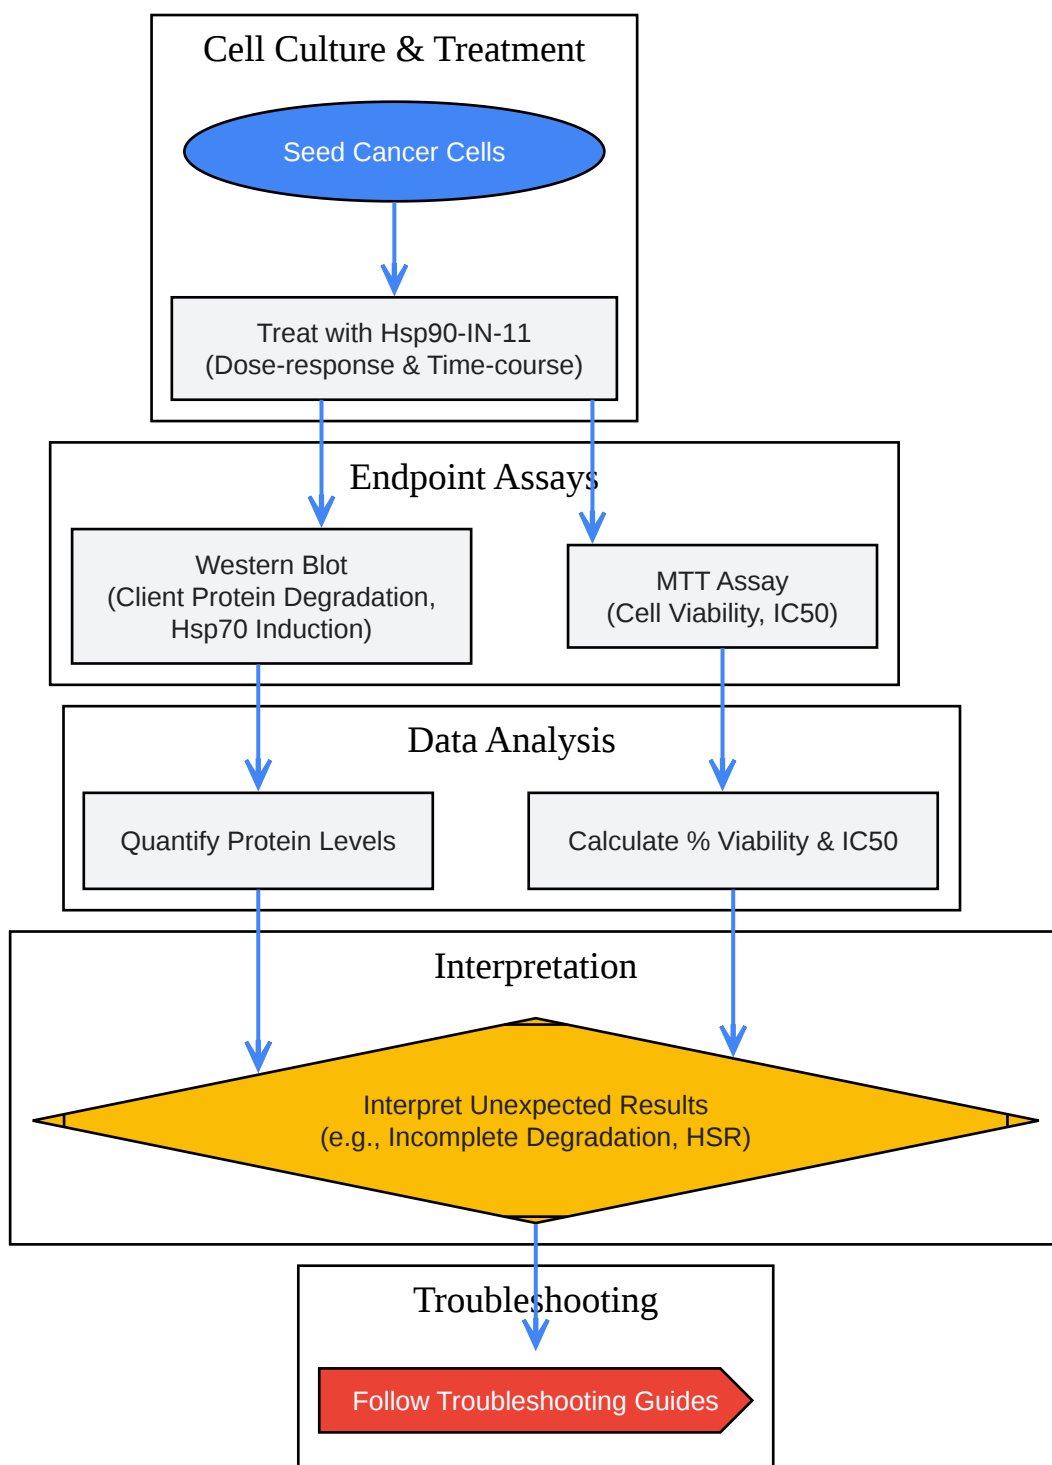 Cell Culture & Treatment
Seed Cancer Cells
Treat with Hsp90-IN-11
(Dose-response & Time-course)
Endpoint Assays
Western Blot
(Client Protein Degradation,
Hsp70 Induction)
MTT Assay
(Cell Viability, IC50)
Data Analysis
Quantify Protein Levels
Calculate % Viability & IC50
Interpretation
Interpret Unexpected Results
(e.g., Incomplete Degradation, HSR)
Troubleshooting
Follow Troubleshooting Guides